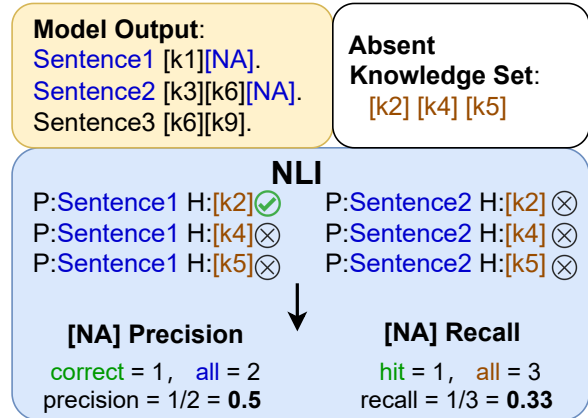 Model Output:
Sentence1 [k1][NA].
Sentence2 [k3][k6][NA].
Sentence3 [k6][k9].
Absent
Knowledge Set:
[k2] [k4] [k5]
NLI
P:Sentence1 H:[k2]
P:Sentence1 H:[k4]
P:Sentence1 H:[k5]
P:Sentence2 H:[k2]
P:Sentence2 H:[k4]
P:Sentence2 H:[k5]
[NA] Precision
correct = 1, all = 2
precision = 1/2 = 0.5
[NA] Recall
hit = 1, all = 3
recall = 1/3 = 0.33